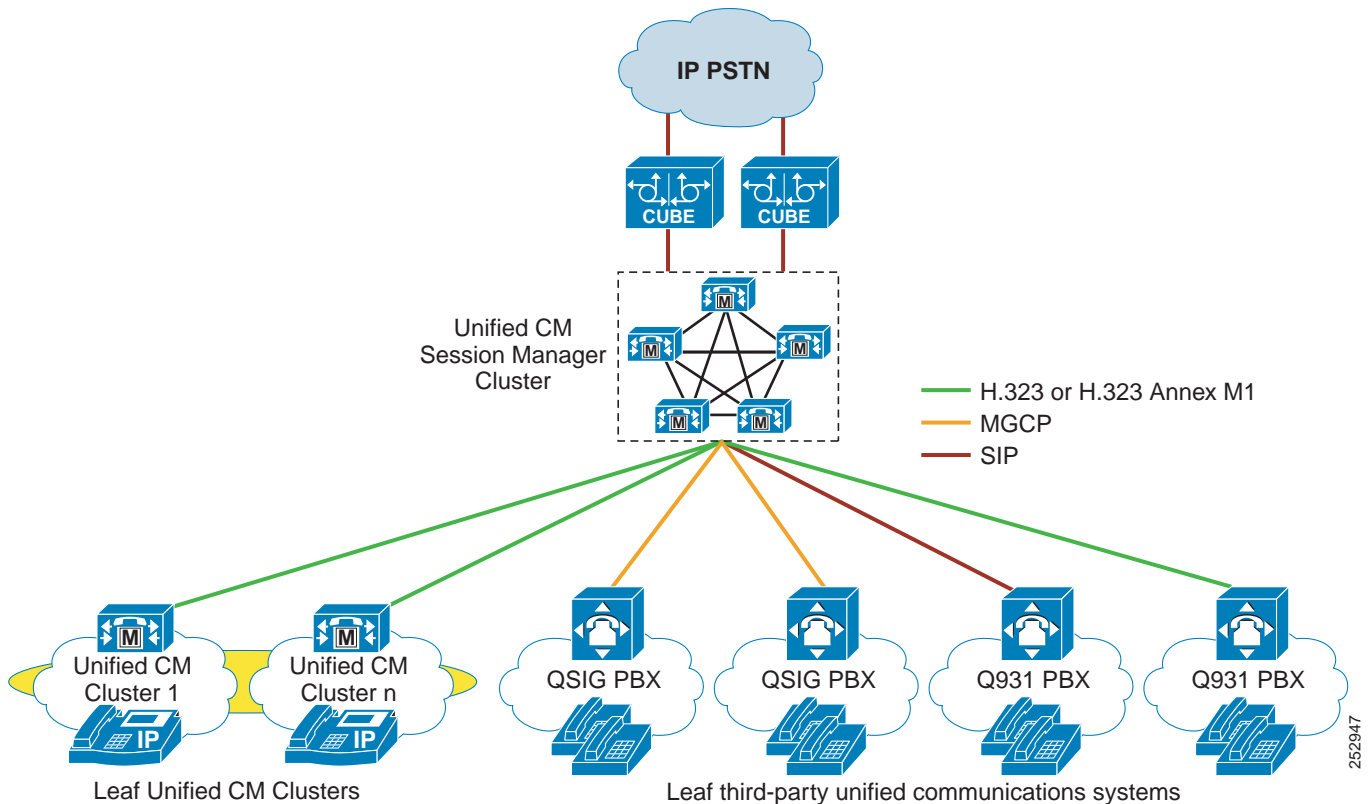 IP PSTN
CUBE
CUBE
M
M
M
M
M
Unified CM
Session Manager
Cluster
H.323 or H.323 Annex M1
MGCP
SIP
M
Unified CM
Cluster 1
IP
M
Unified CM
Cluster n
IP
QSIG PBX
QSIG PBX
Q931 PBX
Q931 PBX
Leaf Unified CM Clusters
Leaf third-party unified communications systems
252947